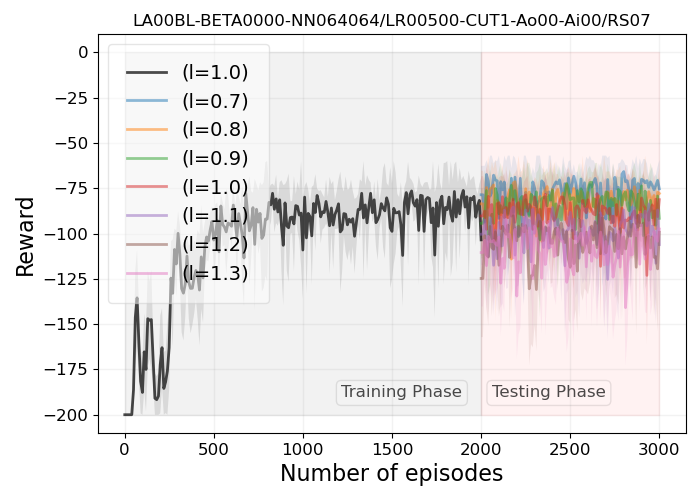 LA00BL-BETA0000-NN064064/LR00500-CUT1-Ao00-Ai00/RS07
0
−25
−50
−75
−100
−125
−150
−175
−200
Reward
(l=1.0)
(l=0.7)
(l=0.8)
(l=0.9)
(l=1.0)
(l=1.1)
(l=1.2)
(l=1.3)
Training Phase
Testing Phase
0
500
1000
1500
2000
2500
3000
Number of episodes